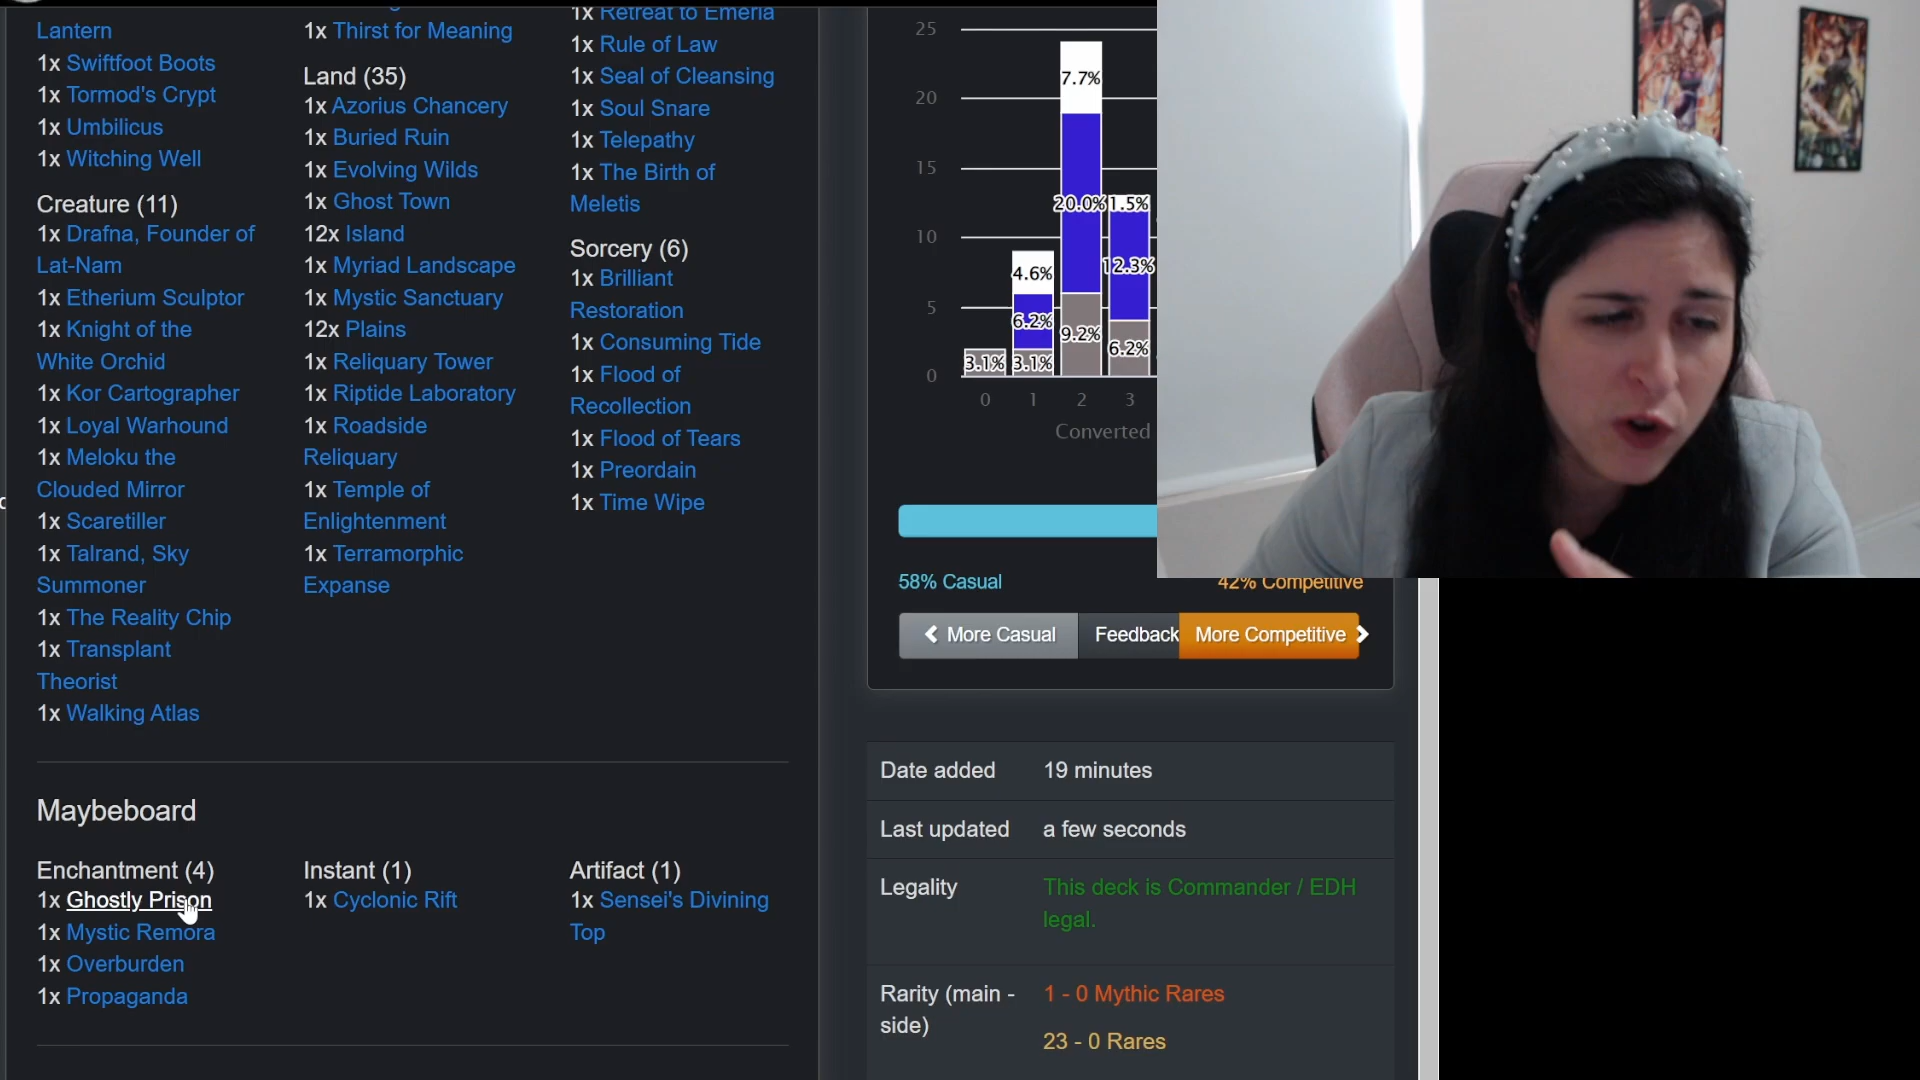 Lantern
1x Swiftfoot Boots
1x Tormod's Crypt
1x Umbilicus
1x Witching Well
Creature (11)
1x Drafna, Founder of
Lat-Nam
1x Etherium Sculptor
1x Knight of the
White Orchid
1x Kor Cartographer
1x Loyal Warhound
1x Meloku the
Clouded Mirror
1x Scaretiller
1x Talrand, Sky
Summoner
1x The Reality Chip
1x Transplant
Theorist
1x Walking Atlas
1x Thirst for Meaning
Land (35)
1x Azorius Chancery
1x Buried Ruin
1x Evolving Wilds
1x Ghost Town
12x Island
1x Myriad Landscape
1x Mystic Sanctuary
12x Plains
1x Reliquary Tower
1x Riptide Laboratory
1x Roadside
Reliquary
1x Temple of
Enlightenment
1x Terramorphic
Expanse
1x Retreat to Emeria
1x Rule of Law
1x Seal of Cleansing
1x Soul Snare
1x Telepathy
1x The Birth of
Meletis
Sorcery (6)
1x Brilliant
Restoration
1x Consuming Tide
1x Flood of
Recollection
1x Flood of Tears
1x Preordain
1x Time Wipe
Maybeboard
Enchantment (4)
1x Ghostly Prison
1x Mystic Remora
1x Overburden
1x Propaganda
Instant (1)
1x Cyclonic Rift
Artifact (1)
1x Sensei's Divining
Top
25
20
15
10
5
0
7.7%
20.0%
1.5%
4.6%
12.3%
6.2%
9.2%
6.2%
3.1%
3.1%
0 1 2 3
Converted
58% Casual
42% Competitive
More Casual
Feedback
More Competitive
Date added 19 minutes
Last updated a few seconds
Legality This deck is Commander / EDH
legal.
Rarity (main - 1 - 0 Mythic Rares
side)
23 - 0 Rares